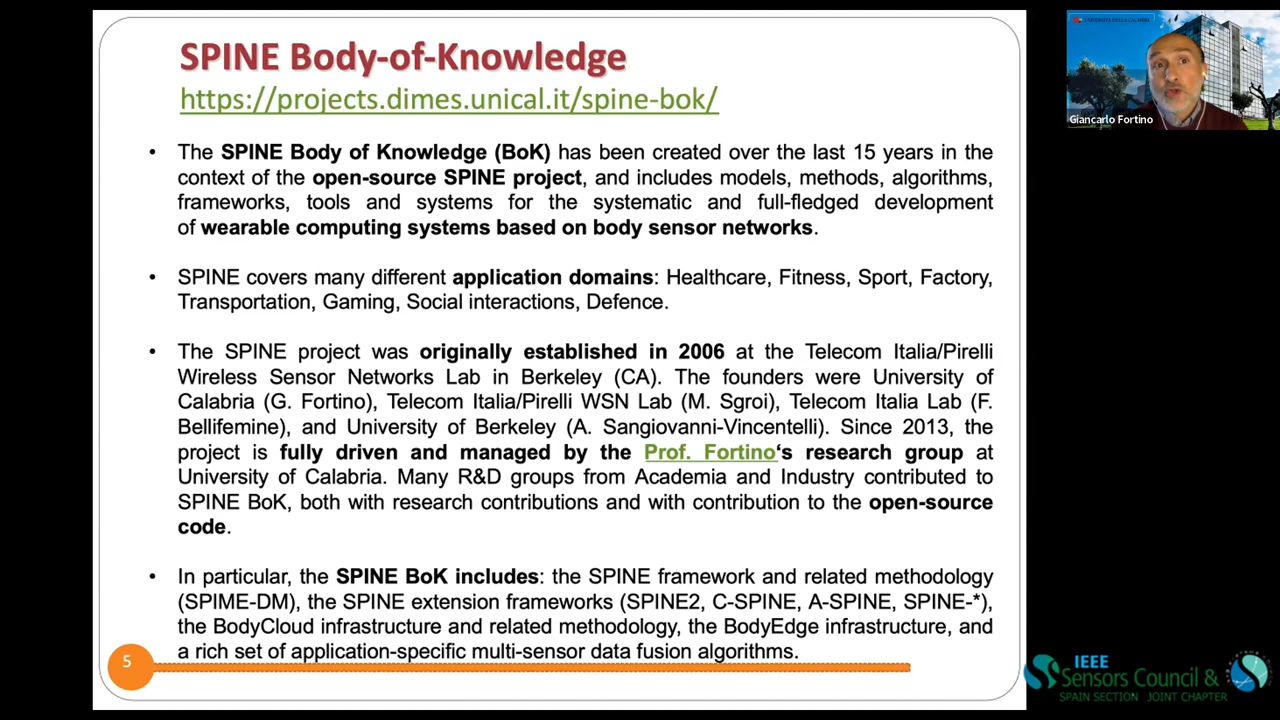 SPINE Body-of-Knowledge
https://projects.dimes.unical.it/spine-bok/
• The SPINE Body of Knowledge (BoK) has been created over the last 15 years in the
context of the open-source SPINE project, and includes models, methods, algorithms,
frameworks, tools and systems for the systematic and full-fledged development
of wearable computing systems based on body sensor networks.
• SPINE covers many different application domains: Healthcare, Fitness, Sport, Factory,
Transportation, Gaming, Social interactions, Defence.
• The SPINE project was originally established in 2006 at the Telecom Italia/Pirelli
Wireless Sensor Networks Lab in Berkeley (CA). The founders were University of
Calabria (G. Fortino), Telecom Italia/Pirelli WSN Lab (M. Sgroi), Telecom Italia Lab (F.
Bellifemine), and University of Berkeley (A. Sangiovanni-Vincentelli). Since 2013, the
project is fully driven and managed by the Prof. Fortino‘s research group at
University of Calabria. Many R&D groups from Academia and Industry contributed to
SPINE BoK, both with research contributions and with contribution to the open-source
code.
• In particular, the SPINE BoK includes: the SPINE framework and related methodology
(SPIME-DM), the SPINE extension frameworks (SPINE2, C-SPINE, A-SPINE, SPINE-*),
the BodyCloud infrastructure and related methodology, the BodyEdge infrastructure, and
a rich set of application-specific multi-sensor data fusion algorithms.
5
Giancarlo Fortino
IEEE
Sensors Council &
SPAIN SECTION JOINT CHAPTER